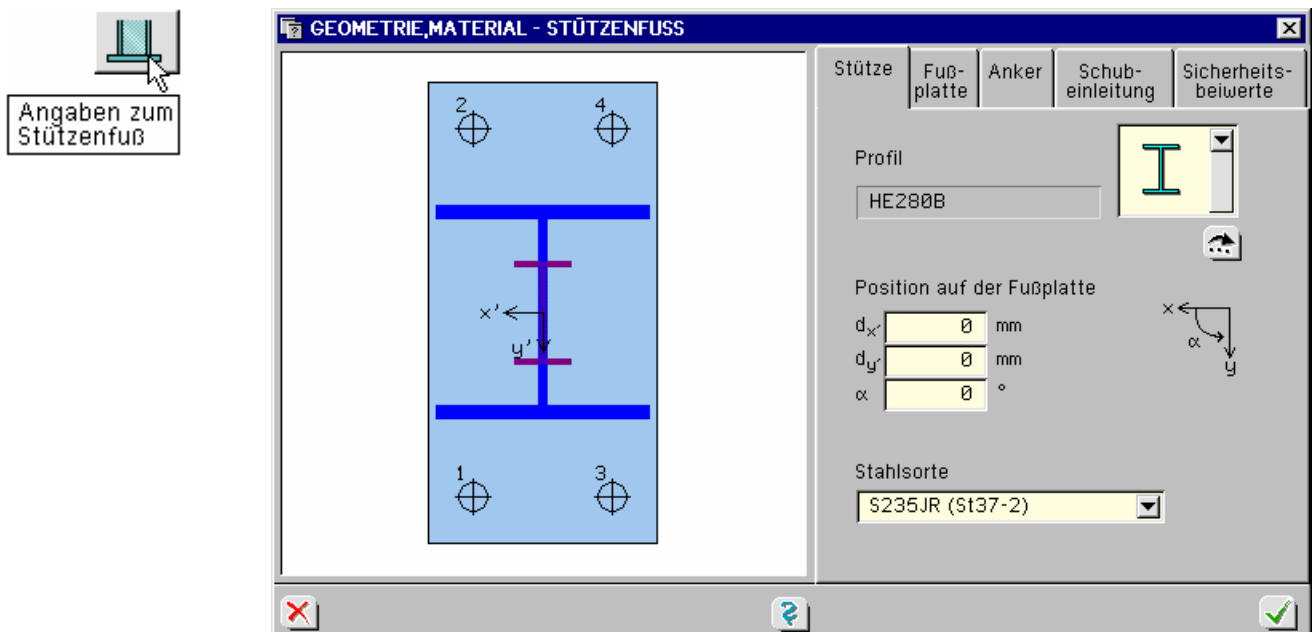 Angaben zum
Stützenfuß
GEOMETRIE,MATERIAL - STÜTZENFUSS
2
4
x'
y'
1
3
Stütze
Fuß-
platte
Anker
Schub-
einleitung
Sicherheits-
beiwerte
Profil
HE280B
Position auf der Fußplatte
dx' 0 mm
dy' 0 mm
α 0 °
x
α
y
Stahlsorte
S235JR (St37-2)